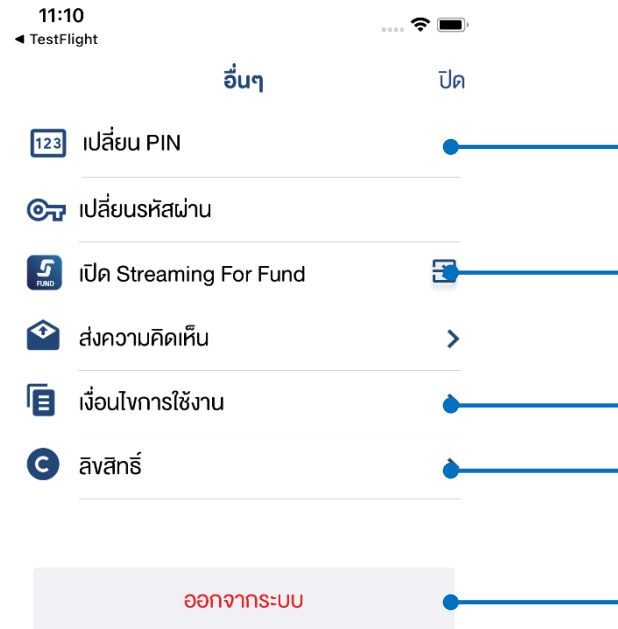 11:10
◀ TestFlight
อื่นๆ
ปิด
123
เปลี่ยน PIN
เปลี่ยนรหัสผ่าน
FUND
เปิด Streaming For Fund
ส่งความคิดเห็น
เงื่อนไขการใช้งาน
C
ลิขสิทธิ์
ออกจากระบบ